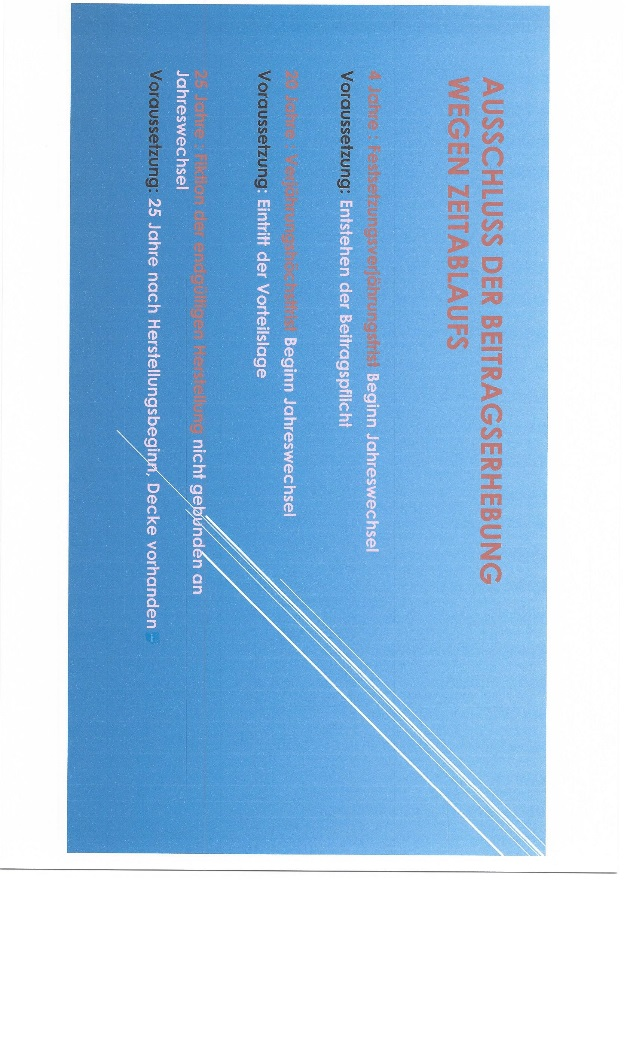 AUSSCHLUSS DER BEITRAGSERHEBUNG
WEGEN ZEITABLAUFS
4 Jahre : Festsetzungsverjährungsfrist Beginn Jahreswechsel
Voraussetzung: Entstehen der Beitragspflicht
20 Jahre : Verjährungshöchstfrist Beginn Jahreswechsel
Voraussetzung: Eintritt der Vorteilslage
25 Jahre : Fiktion der endgültigen Herstellung nicht gebunden an
Jahreswechsel
Voraussetzung: 25 Jahre nach Herstellungsbeginn, Decke vorhanden